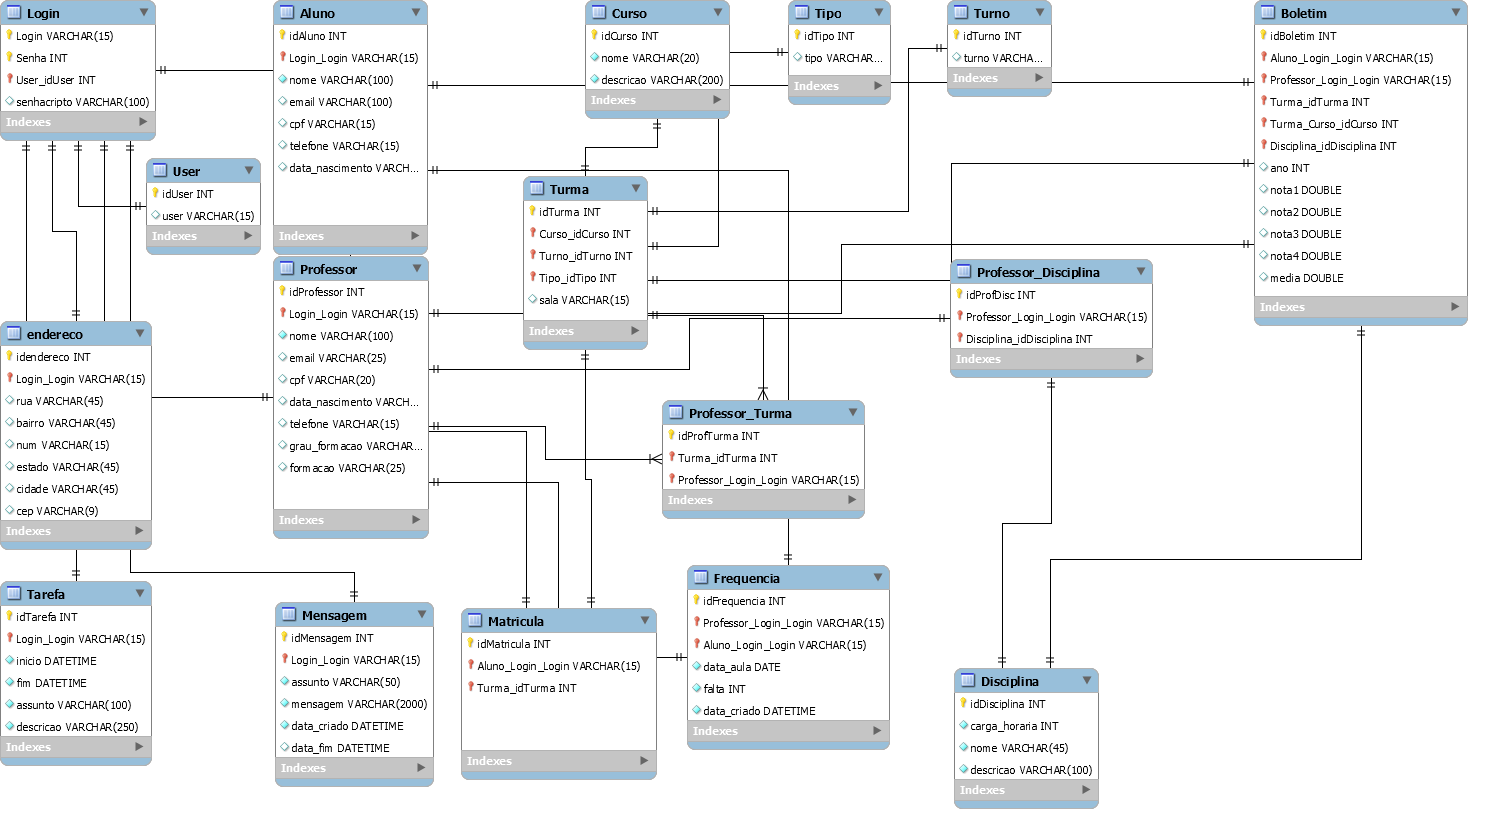 Login
Login VARCHAR(15)
Senha INT
User_idUser INT
senhacripto VARCHAR(100)
Indexes
Aluno
idAluno INT
Login_Login VARCHAR(15)
nome VARCHAR(100)
email VARCHAR(100)
cpf VARCHAR(15)
telefone VARCHAR(15)
data_nascimento VARCH...
Indexes
Curso
idCurso INT
nome VARCHAR(20)
descricao VARCHAR(200)
Indexes
Tipo
idTipo INT
tipo VARCHAR...
Indexes
Turno
idTurno INT
turno VARCHA...
Indexes
Boletim
idBoletim INT
Aluno_Login_Login VARCHAR(15)
Professor_Login_Login VARCHAR(15)
Turma_idTurma INT
Turma_Curso_idCurso INT
Disciplina_idDisciplina INT
ano INT
nota1 DOUBLE
nota2 DOUBLE
nota3 DOUBLE
nota4 DOUBLE
media DOUBLE
Indexes
User
idUser INT
user VARCHAR(15)
Indexes
Turma
idTurma INT
Curso_idCurso INT
Turno_idTurno INT
Tipo_idTipo INT
sala VARCHAR(15)
Indexes
Professor
idProfessor INT
Login_Login VARCHAR(15)
nome VARCHAR(100)
email VARCHAR(25)
cpf VARCHAR(20)
data_nascimento VARCH...
telefone VARCHAR(15)
grau_formacao VARCHAR...
formacao VARCHAR(25)
Indexes
Professor_Disciplina
idProfDisc INT
Professor_Login_Login VARCHAR(15)
Disciplina_idDisciplina INT
Indexes
endereco
idendereco INT
Login_Login VARCHAR(15)
rua VARCHAR(45)
bairro VARCHAR(45)
num VARCHAR(15)
estado VARCHAR(45)
cidade VARCHAR(45)
cep VARCHAR(9)
Indexes
Professor_Turma
idProfTurma INT
Turma_idTurma INT
Professor_Login_Login VARCHAR(15)
Indexes
Tarefa
idTarefa INT
Login_Login VARCHAR(15)
inicio DATETIME
fim DATETIME
assunto VARCHAR(100)
descricao VARCHAR(250)
Indexes
Mensagem
idMensagem INT
Login_Login VARCHAR(15)
assunto VARCHAR(50)
mensagem VARCHAR(2000)
data_criado DATETIME
data_fim DATETIME
Indexes
Matricula
idMatricula INT
Aluno_Login_Login VARCHAR(15)
Turma_idTurma INT
Indexes
Frequencia
idFrequencia INT
Professor_Login_Login VARCHAR(15)
Aluno_Login_Login VARCHAR(15)
data_aula DATE
falta INT
data_criado DATETIME
Indexes
Disciplina
idDisciplina INT
carga_horaria INT
nome VARCHAR(45)
descricao VARCHAR(100)
Indexes